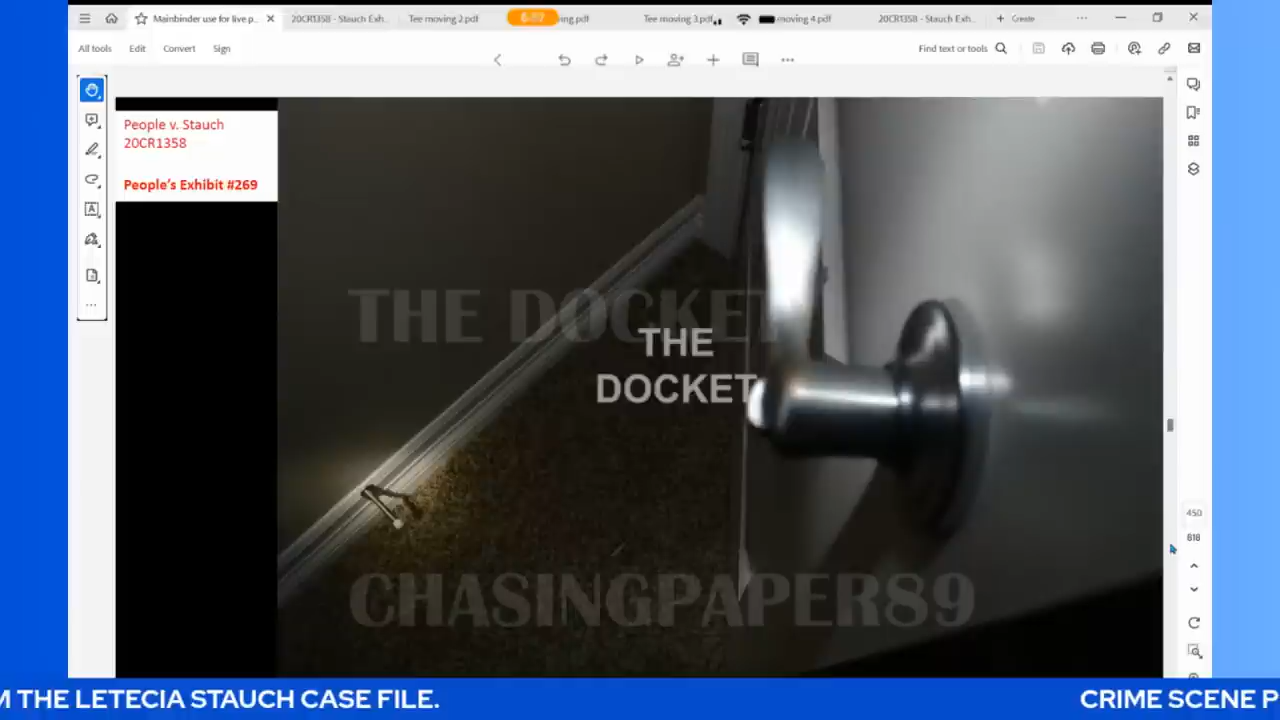 Mainbinder use for live p...
20CR1358 - Stauch Exh...
Tee moving 2.pdf
ing.pdf
Tee moving 3.pdf
moving 4.pdf
20CR1358 - Stauch Exh...
Create
All tools
Edit
Convert
Sign
Find text or tools
People v. Stauch
20CR1358
People's Exhibit #269
THE DOCKET
THE
DOCKET
CHASINGPAPER89
450
818
M THE LETECIA STAUCH CASE FILE.
CRIME SCENE P